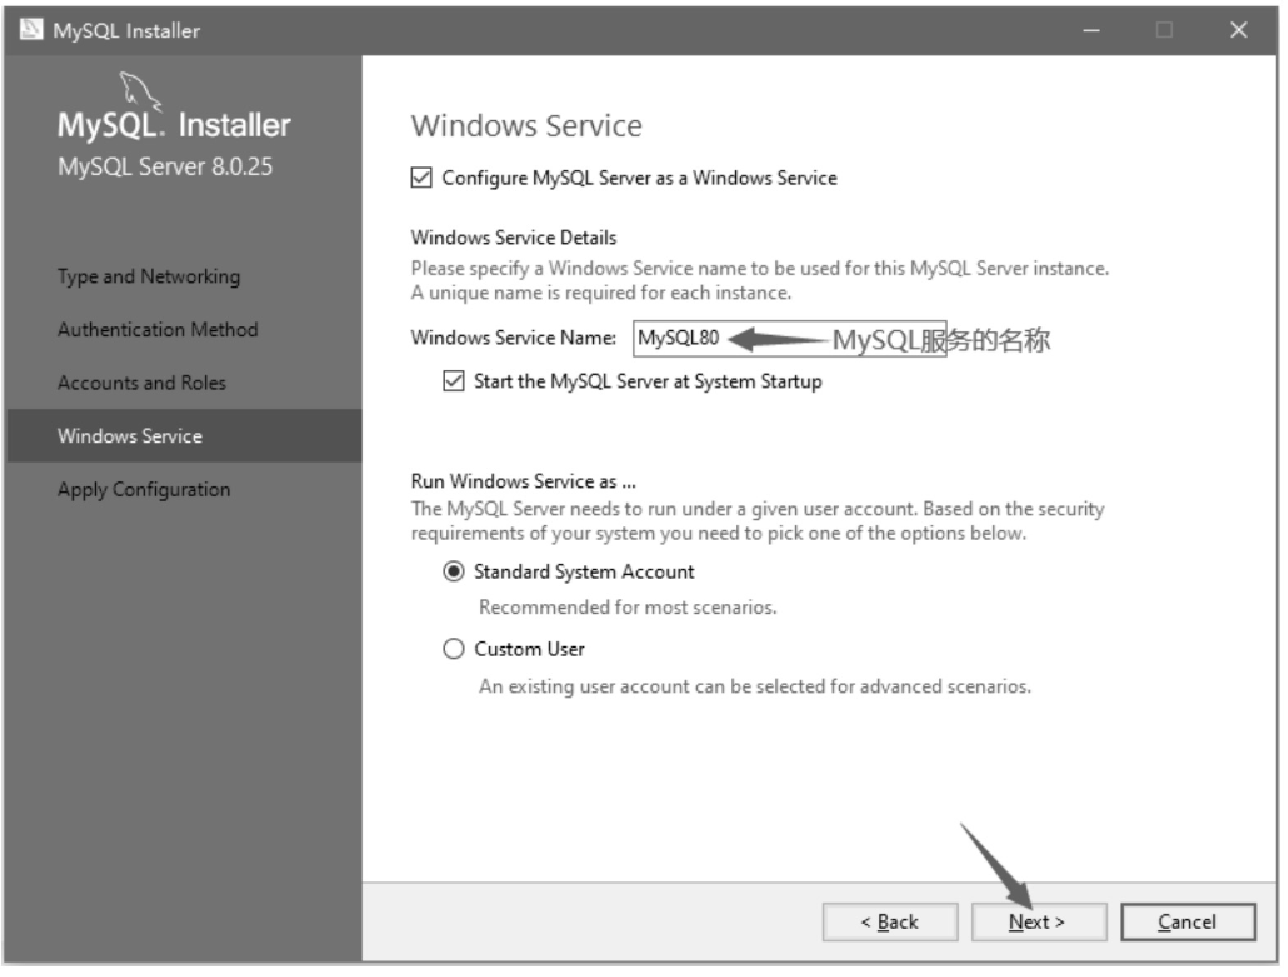 MySQL Installer
MySQL. Installer
MySQL Server 8.0.25
Type and Networking
Authentication Method
Accounts and Roles
Windows Service
Apply Configuration
Windows Service
Configure MySQL Server as a Windows Service
Windows Service Details
Please specify a Windows Service name to be used for this MySQL Server instance.
A unique name is required for each instance.
Windows Service Name: MySQL80 MySQL服务的名称
Start the MySQL Server at System Startup
Run Windows Service as ...
The MySQL Server needs to run under a given user account. Based on the security
requirements of your system you need to pick one of the options below.
Standard System Account
Recommended for most scenarios.
Custom User
An existing user account can be selected for advanced scenarios.
< Back Next > Cancel